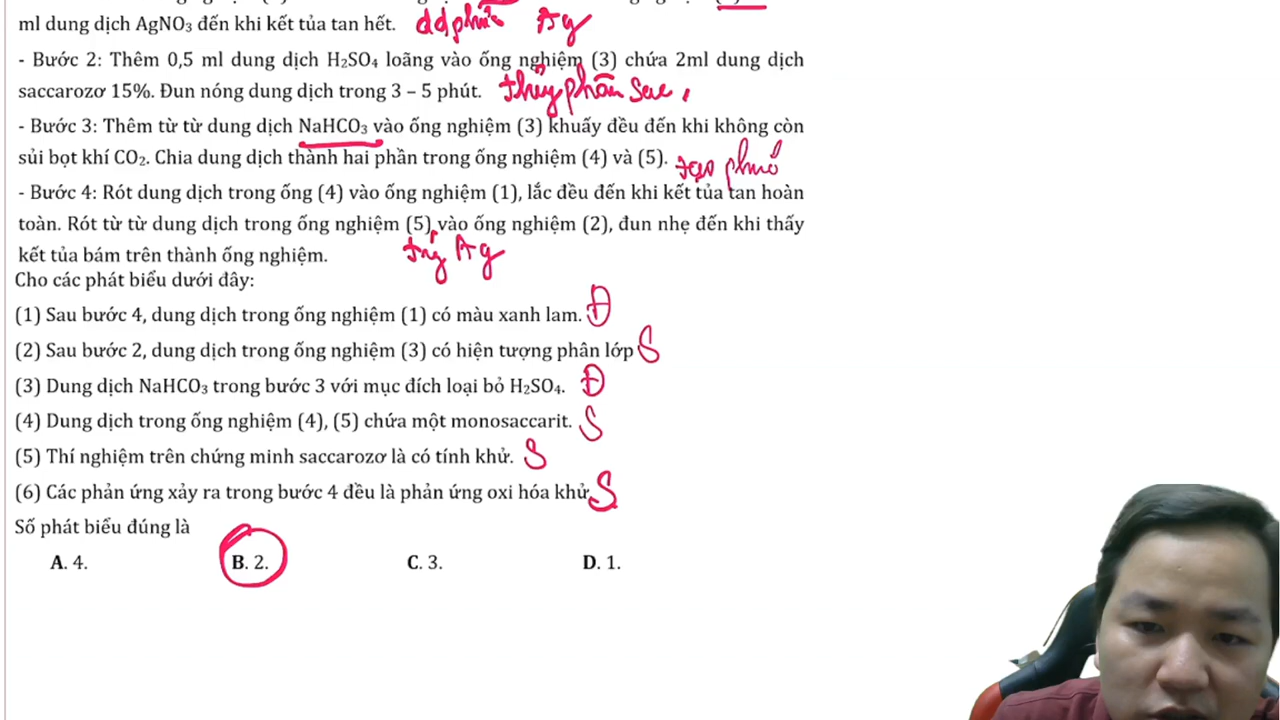 ml dung dịch AgNO₃ đến khi kết tủa tan hết. dd phức Ag
- Bước 2: Thêm 0,5 ml dung dịch H₂SO₄ loãng vào ống nghiệm (3) chứa 2ml dung dịch
saccarozơ 15%. Đun nóng dung dịch trong 3 – 5 phút. thủy phân sac
- Bước 3: Thêm từ từ dung dịch NaHCO₃ vào ống nghiệm (3) khuấy đều đến khi không còn
sủi bọt khí CO₂. Chia dung dịch thành hai phần trong ống nghiệm (4) và (5). tạo phức
- Bước 4: Rót dung dịch trong ống (4) vào ống nghiệm (1), lắc đều đến khi kết tủa tan hoàn
toàn. Rót từ từ dung dịch trong ống nghiệm (5) vào ống nghiệm (2), đun nhẹ đến khi thấy
kết tủa bám trên thành ống nghiệm. Ag
Cho các phát biểu dưới đây:
(1) Sau bước 4, dung dịch trong ống nghiệm (1) có màu xanh lam. Đ
(2) Sau bước 2, dung dịch trong ống nghiệm (3) có hiện tượng phân lớp S
(3) Dung dịch NaHCO₃ trong bước 3 với mục đích loại bỏ H₂SO₄. Đ
(4) Dung dịch trong ống nghiệm (4), (5) chứa một monosaccarit. S
(5) Thí nghiệm trên chứng minh saccarozơ là có tính khử. S
(6) Các phản ứng xảy ra trong bước 4 đều là phản ứng oxi hóa khử S
Số phát biểu đúng là
A. 4. B. 2. C. 3. D. 1.